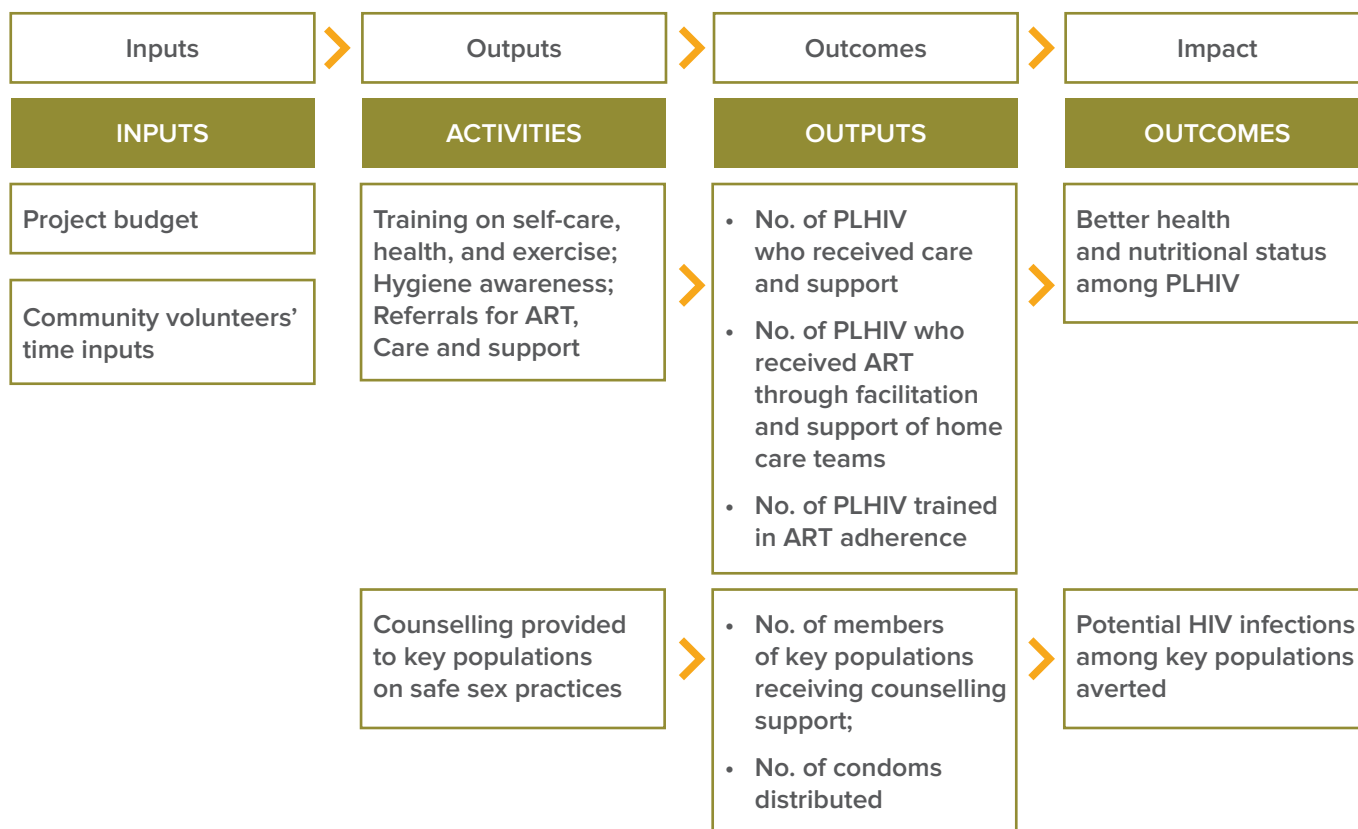 Inputs
Outputs
Outcomes
Impact
INPUTS
ACTIVITIES
OUTPUTS
OUTCOMES
Project budget
Community volunteers’
time inputs
Training on self-care,
health, and exercise;
Hygiene awareness;
Referrals for ART,
Care and support
• No. of PLHIV
who received care
and support
• No. of PLHIV who
received ART
through facilitation
and support of home
care teams
• No. of PLHIV trained
in ART adherence
Better health
and nutritional status
among PLHIV
Counselling provided
to key populations
on safe sex practices
• No. of members
of key populations
receiving counselling
support;
• No. of condoms
distributed
Potential HIV infections
among key populations
averted